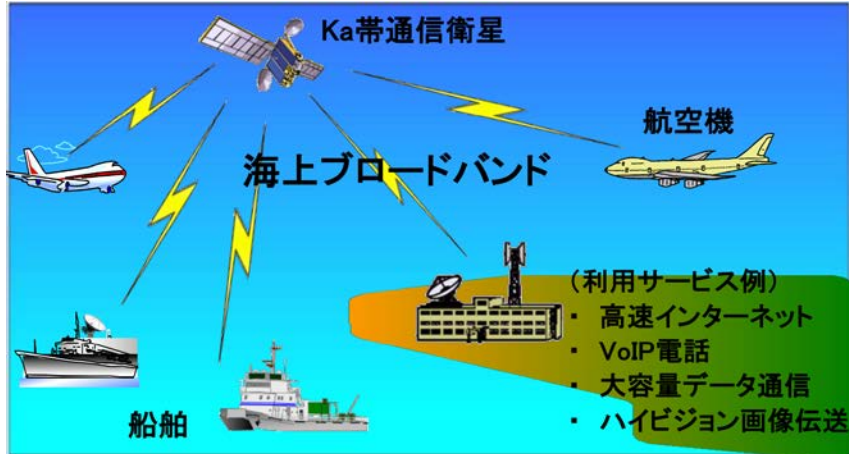 Ka帯通信衛星
航空機
海上ブロードバンド
（利用サービス例）
・ 高速インターネット
・ VoIP電話
・ 大容量データ通信
・ ハイビジョン画像伝送
船舶